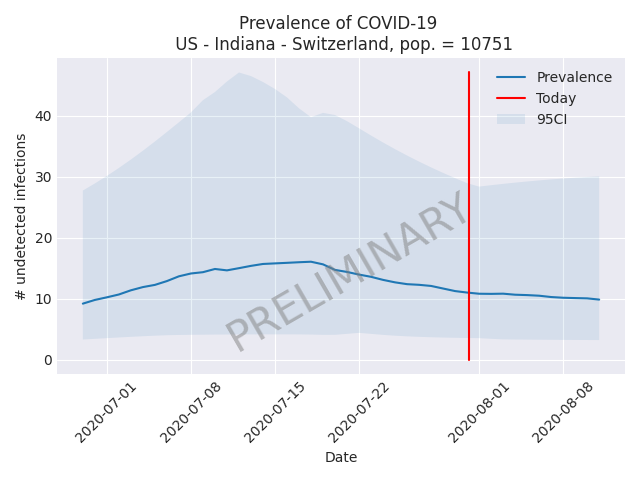 Prevalence of COVID-19
US - Indiana - Switzerland, pop. = 10751
Prevalence
Today
95CI
# undetected infections
40
30
20
10
0
PRELIMINARY
2020-07-01
2020-07-08
2020-07-15
2020-07-22
2020-08-01
2020-08-08
Date